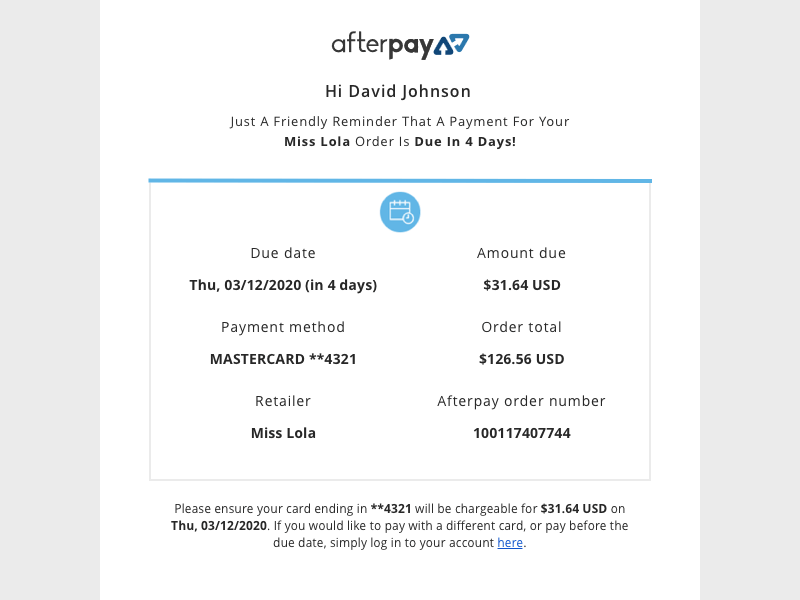 afterpay
Hi David Johnson
Just A Friendly Reminder That A Payment For Your
Miss Lola Order Is Due In 4 Days!
Due date
Amount due
Thu, 03/12/2020 (in 4 days)
$31.64 USD
Payment method
Order total
MASTERCARD **4321
$126.56 USD
Retailer
Afterpay order number
Miss Lola
100117407744
Please ensure your card ending in **4321 will be chargeable for $31.64 USD on
Thu, 03/12/2020. If you would like to pay with a different card, or pay before the
due date, simply log in to your account here.